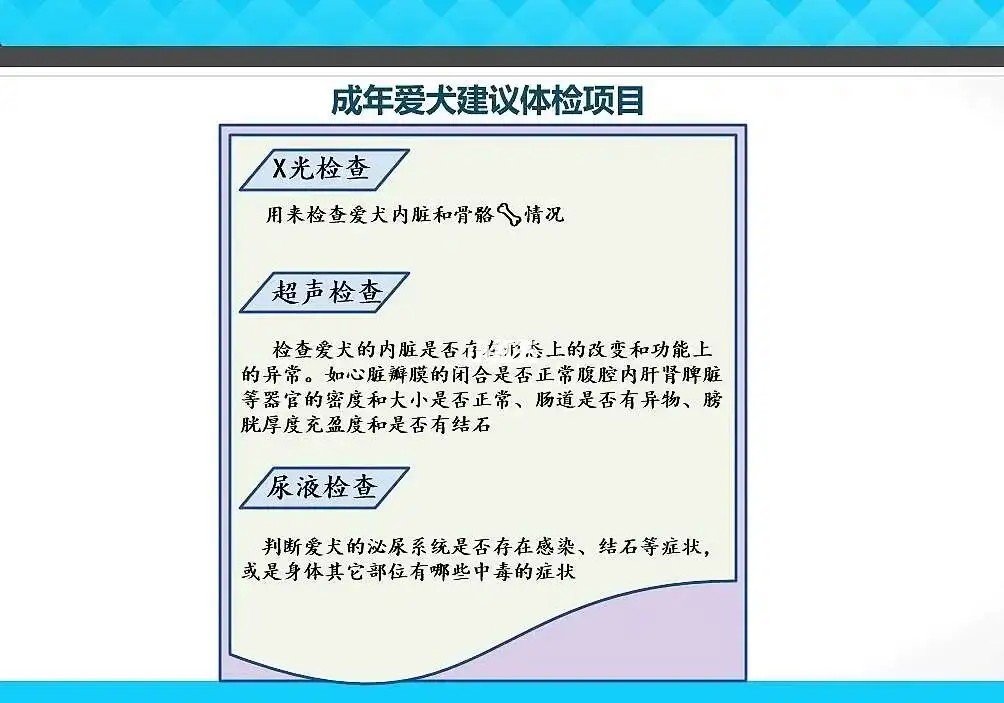 成年爱犬建议体检项目
X光检查
用来检查爱犬内脏和骨骼情况
超声检查
检查爱犬的内脏是否存在形态上的改变和功能上
的异常。如心脏瓣膜的闭合是否正常腹腔内肝肾脾脏
等器官的密度和大小是否正常、肠道是否有异物、膀
胱厚度充盈度和是否有结石
尿液检查
判断爱犬的泌尿系统是否存在感染、结石等症状,
或是身体其它部位有哪些中毒的症状